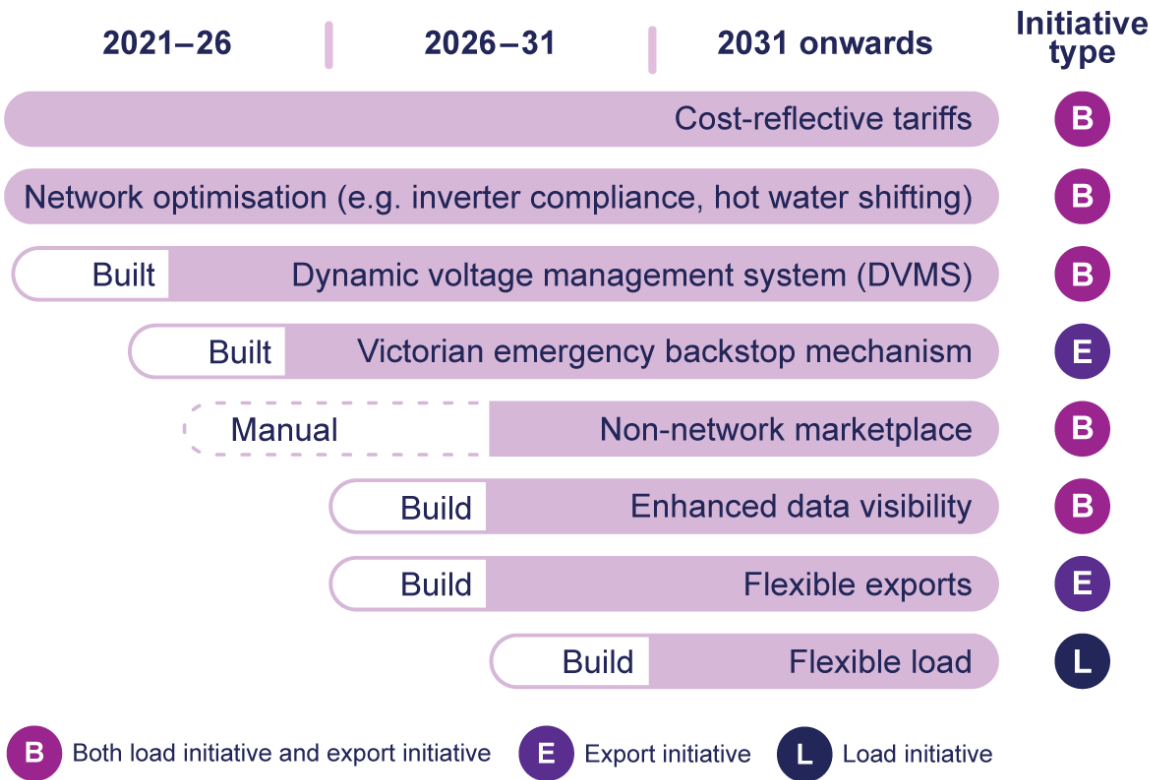 2021–26 2026–31 2031 onwards Initiative type
Cost-reflective tariffs B
Network optimisation (e.g. inverter compliance, hot water shifting) B
Built Dynamic voltage management system (DVMS) B
Built Victorian emergency backstop mechanism E
Manual Non-network marketplace B
Build Enhanced data visibility B
Build Flexible exports E
Build Flexible load L
B Both load initiative and export initiative E Export initiative L Load initiative